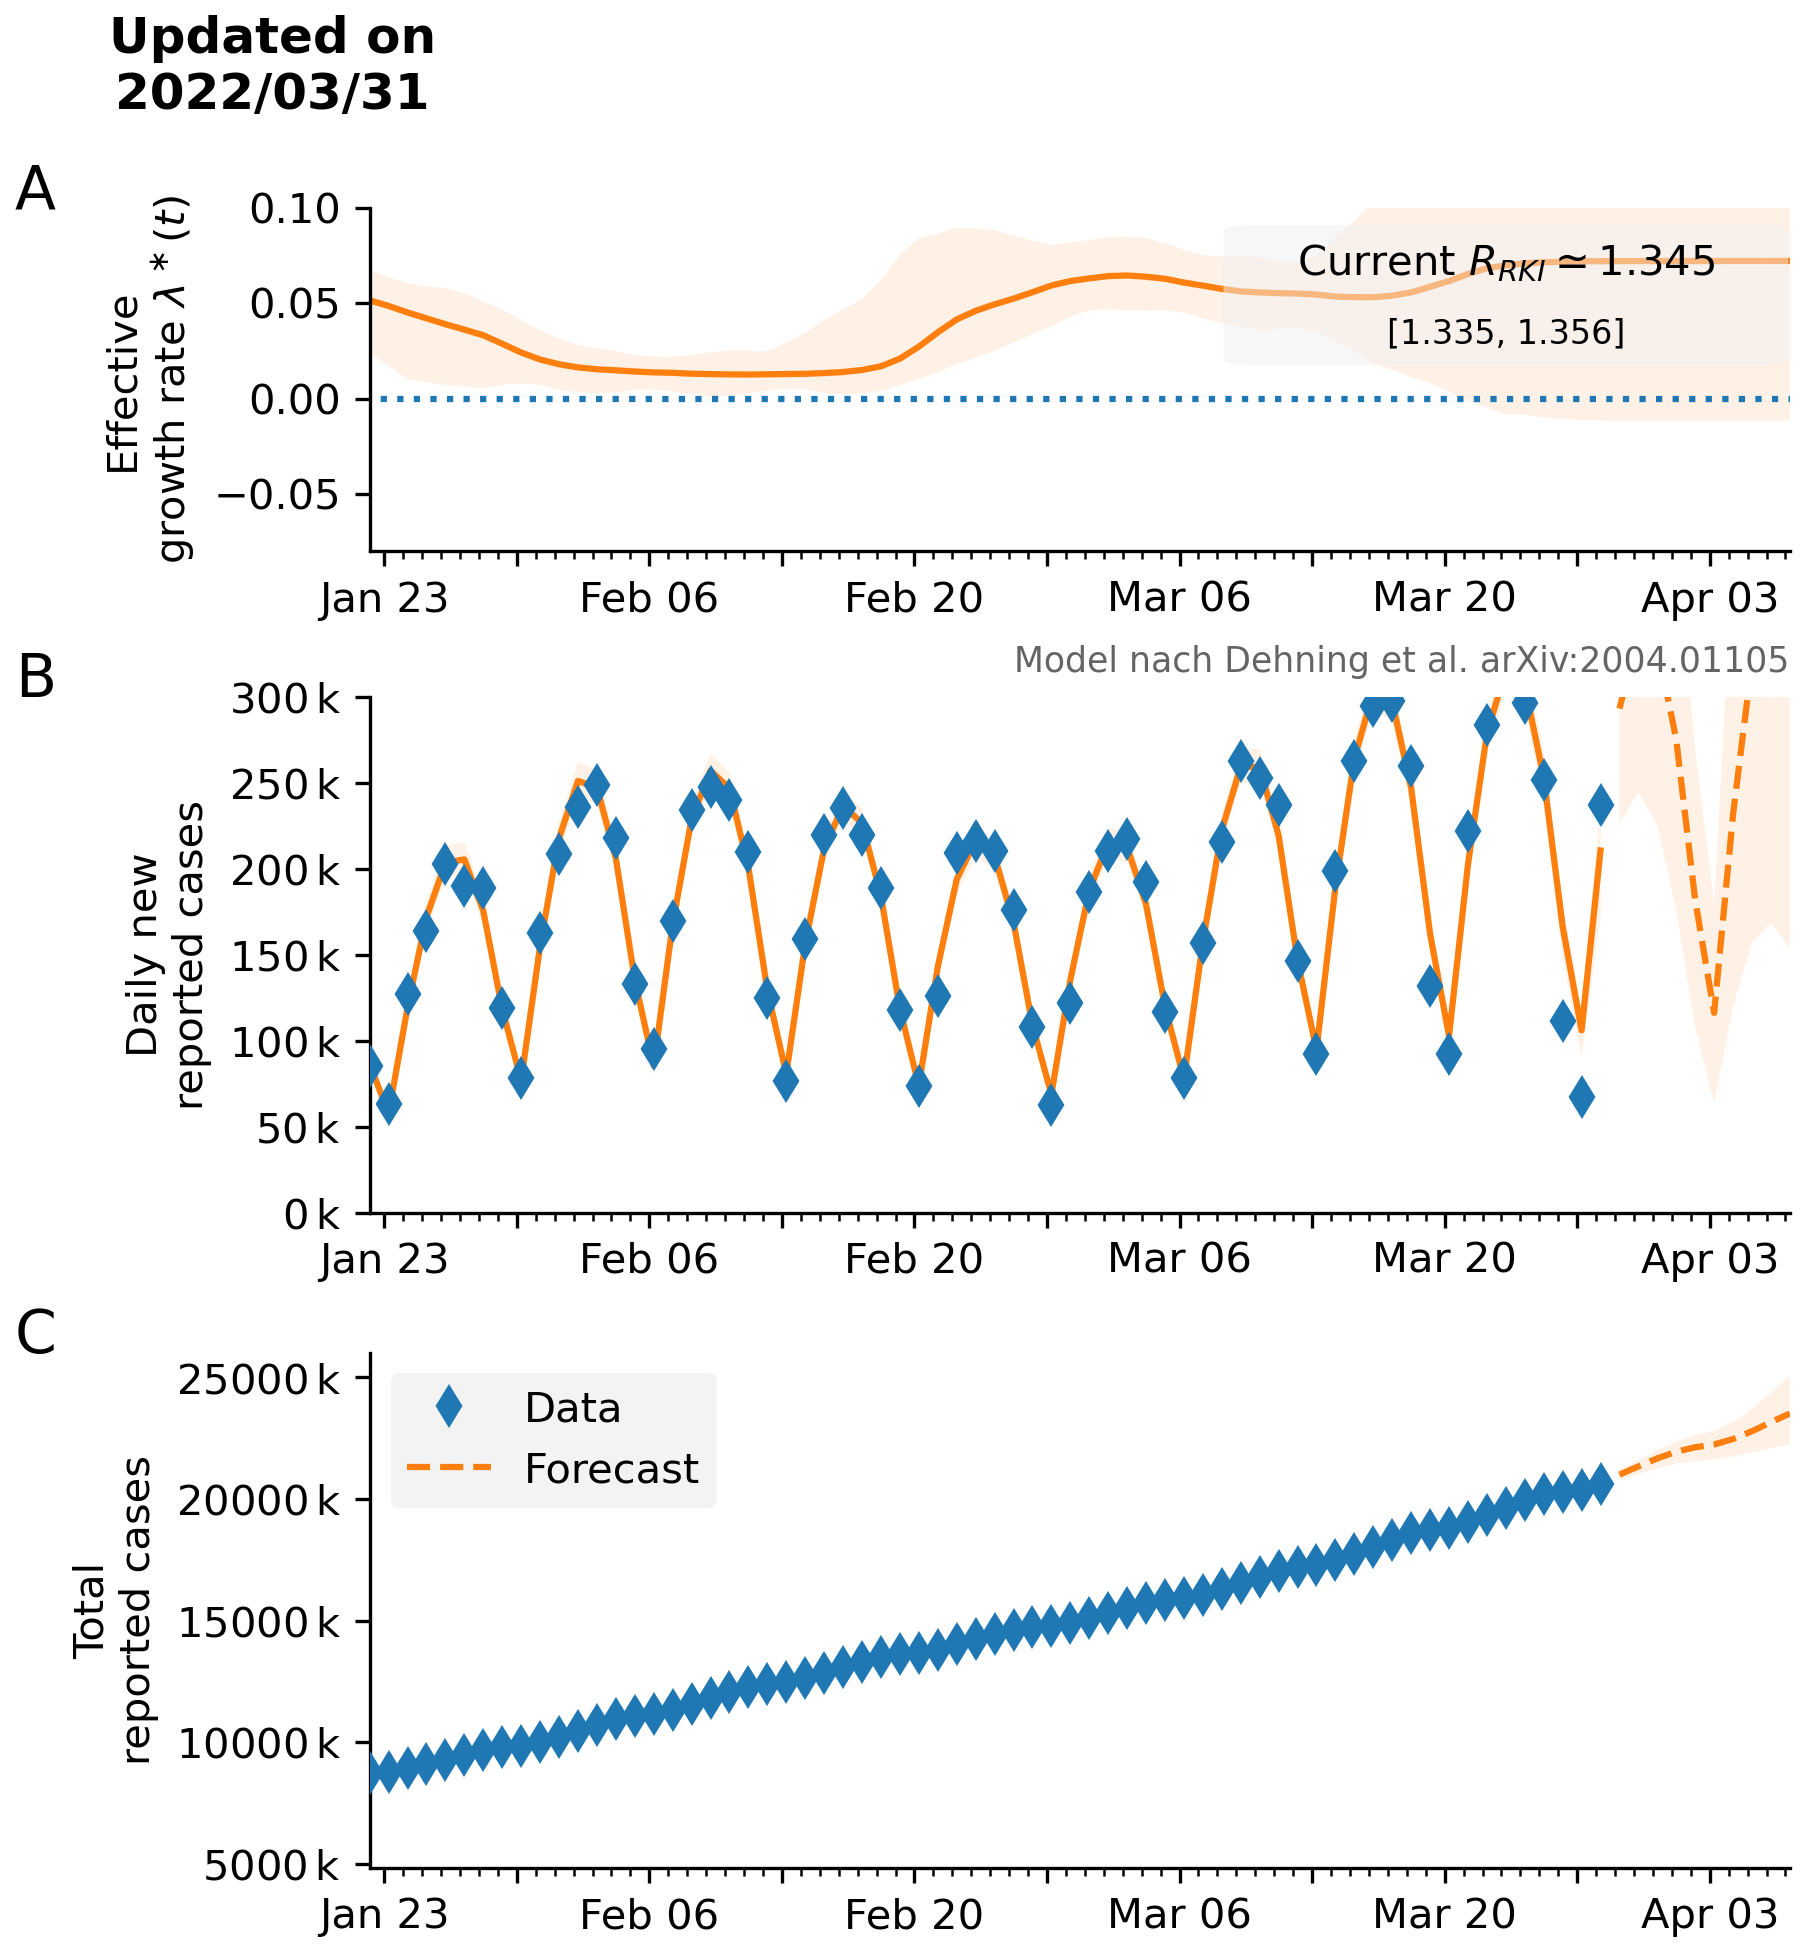 Updated on
2022/03/31
A
Effective
growth rate λ * (t)
0.10
0.05
0.00
−0.05
Current R_RKI ≃ 1.345
[1.335, 1.356]
Jan 23 Feb 06 Feb 20 Mar 06 Mar 20 Apr 03
Model nach Dehning et al. arXiv:2004.01105
B
Daily new
reported cases
300 k
250 k
200 k
150 k
100 k
50 k
0 k
Jan 23 Feb 06 Feb 20 Mar 06 Mar 20 Apr 03
C
Total
reported cases
25000 k
20000 k
15000 k
10000 k
5000 k
Data
Forecast
Jan 23 Feb 06 Feb 20 Mar 06 Mar 20 Apr 03